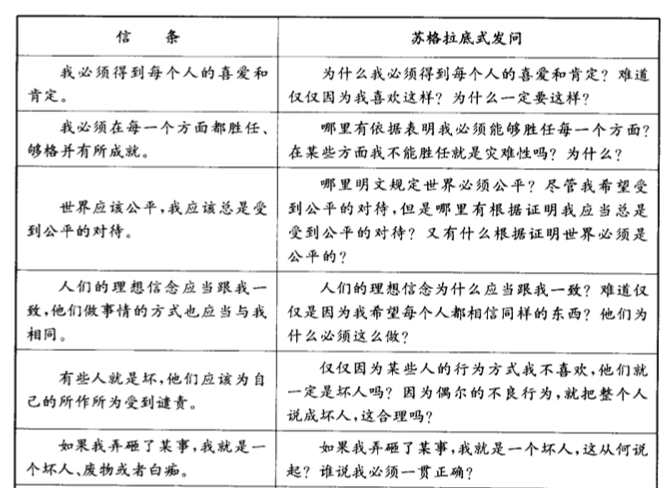 信 条
苏格拉底式发问
我必须得到每个人的喜爱和
肯定。
为什么我必须得到每个人的喜爱和肯定？难道
仅仅因为我喜欢这样？为什么一定要这样？
我必须在每一个方面都胜任、
够格并有所成就。
哪里有依据表明我必须能够胜任每一个方面？
在某些方面我不能胜任就是灾难性吗？为什么？
世界应该公平，我应该总是受
到公平的对待。
哪里明文规定世界必须公平？尽管我希望受
到公平的对待，但是哪里有根据证明我应当总是
受到公平的对待？又有什么根据证明世界必须是
公平的？
人们的理想信念应当跟我一
致，他们做事情的方式也应当与我
相同。
人们的理想信念为什么应当跟我一致？难道仅
仅是因为我希望每个人都相信同样的东西？他们为
什么必须这么做？
有些人就是坏，他们应该为自
己的所作所为受到谴责。
仅仅因为某些人的行为方式我不喜欢，他们就
一定是坏人吗？因为偶尔的不良行为，就把整个人
说成坏人，这合理吗？
如果我弄砸了某事，我就是一
个坏人、废物或者白痴。
如果我弄砸了某事，我就是一个坏人，这从何说
起？谁说我必须一贯正确？